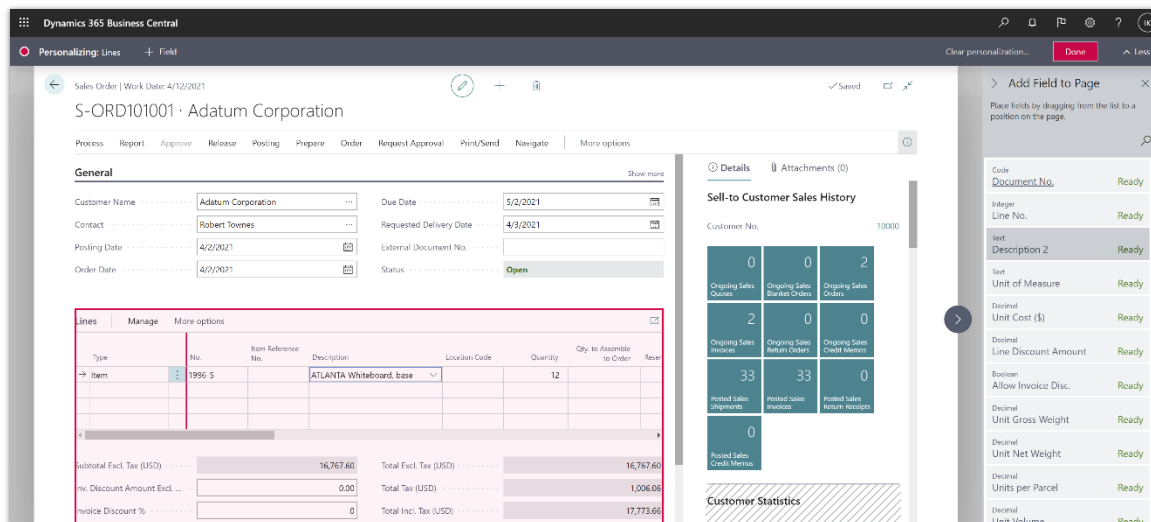 Dynamics 365 Business Central
Personalizing: Lines + Field Clear personalization... Done Less
Sales Order | Work Date: 4/12/2021 Saved
S-ORD101001 · Adatum Corporation
Process Report Approve Release Posting Prepare Order Request Approval Print/Send Navigate More options
General Show more
Customer Name Adatum Corporation ... Due Date 5/2/2021
Contact Robert Townes ... Requested Delivery Date 4/3/2021
Posting Date 4/2/2021 External Document No.
Order Date 4/2/2021 Status Open
Lines Manage More options
Type No. Item Reference No. Description Location Code Quantity Qty. to Assemble to Order Reser
Item 1996-S ATLANTA Whiteboard, base 12
Subtotal Excl. Tax (USD) 16,767.60 Total Excl. Tax (USD) 16,767.60
Inv. Discount Amount Excl. ... 0.00 Total Tax (USD) 1,006.06
Invoice Discount % 0 Total Incl. Tax (USD) 17,773.66
Details Attachments (0)
Sell-to Customer Sales History
Customer No. 10000
0 Ongoing Sales Quotes
0 Ongoing Sales Blanket Orders
2 Ongoing Sales Orders
2 Ongoing Sales Invoices
0 Ongoing Sales Return Orders
0 Ongoing Sales Credit Memos
33 Posted Sales Shipments
33 Posted Sales Invoices
0 Posted Sales Return Receipts
0 Posted Sales Credit Memos
Customer Statistics
Add Field to Page
Place fields by dragging from the list to a
position on the page.
Code
Document No. Ready
Integer
Line No. Ready
Text
Description 2 Ready
Text
Unit of Measure Ready
Decimal
Unit Cost ($) Ready
Decimal
Line Discount Amount Ready
Boolean
Allow Invoice Disc. Ready
Decimal
Unit Gross Weight Ready
Decimal
Unit Net Weight Ready
Decimal
Units per Parcel Ready
Decimal
Unit Volume Ready